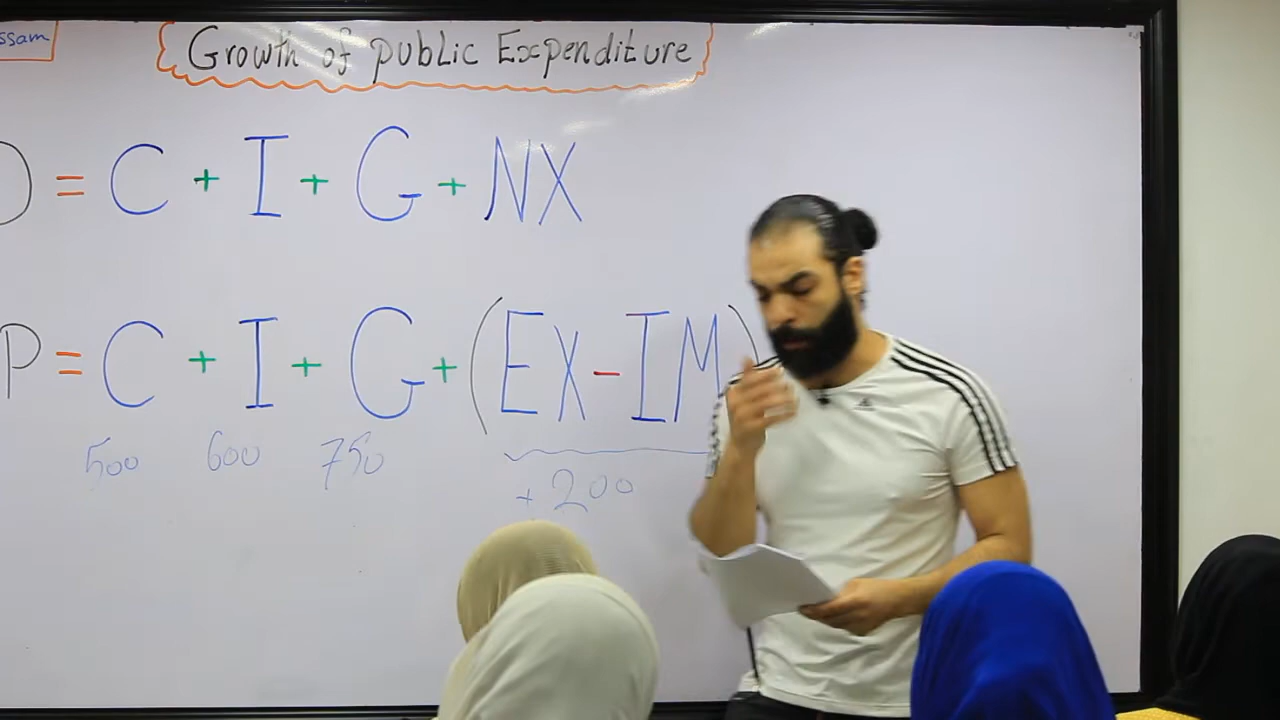 ssam
Growth of public Expenditure
D = C + I + G + NX
P = C + I + G + (EX - IM)
500 600 750 +200